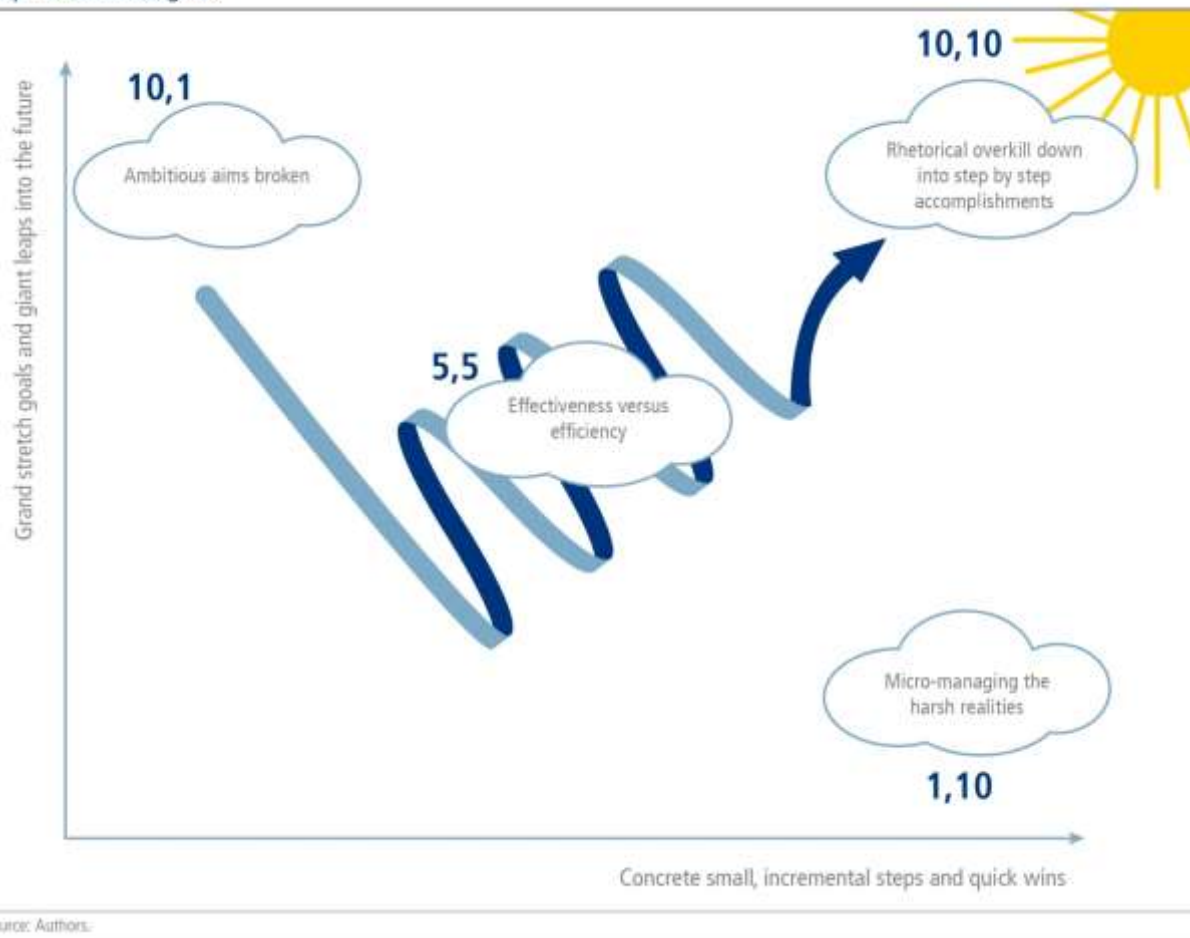 10,10
10,1
Grand stretch goals and giant leaps into the future
Ambitious aims broken
Rhetorical overkill down
into step by step
accomplishments
5,5
Effectiveness versus
efficiency
Micro-managing the
harsh realities
1,10
Concrete small, incremental steps and quick wins
urce: Authors.